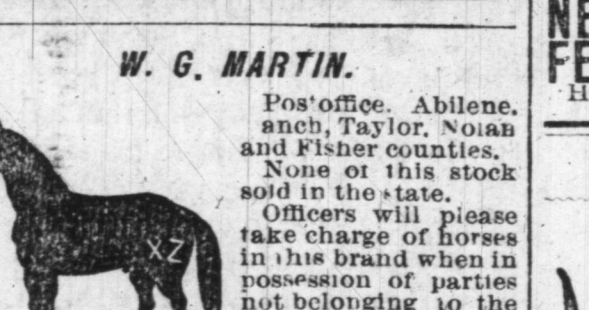 W. G. MARTIN.
Pos'office. Abilene.
anch, Taylor. Nolan
and Fisher counties.
None of this stock
sold in the state.
Officers will please
take charge of horses
in this brand when in
possession of parties
not belonging to the
XZ
NE
FE
H